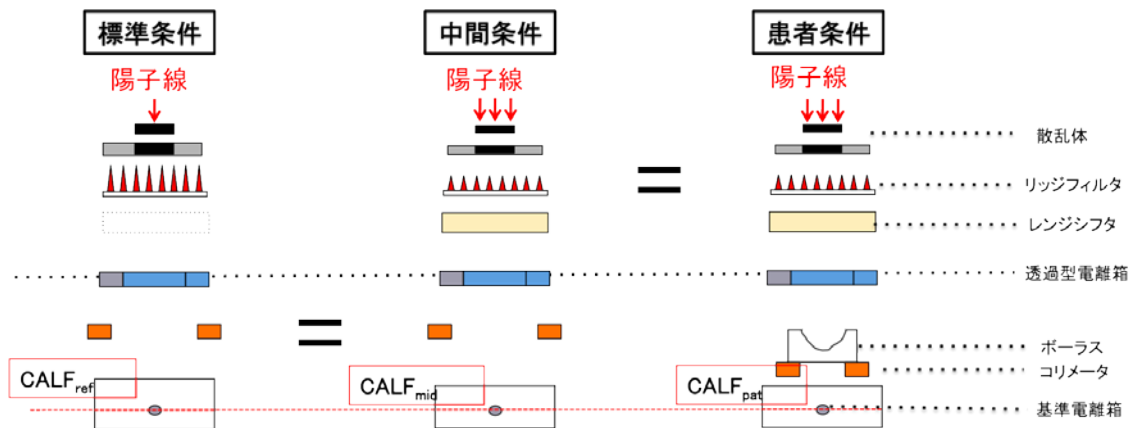 標準条件
中間条件
患者条件
陽子線
陽子線
陽子線
散乱体
リッジフィルタ
レンジシフタ
透過型電離箱
ボーラス
コリメータ
基準電離箱
CALFref
CALFmid
CALFpat